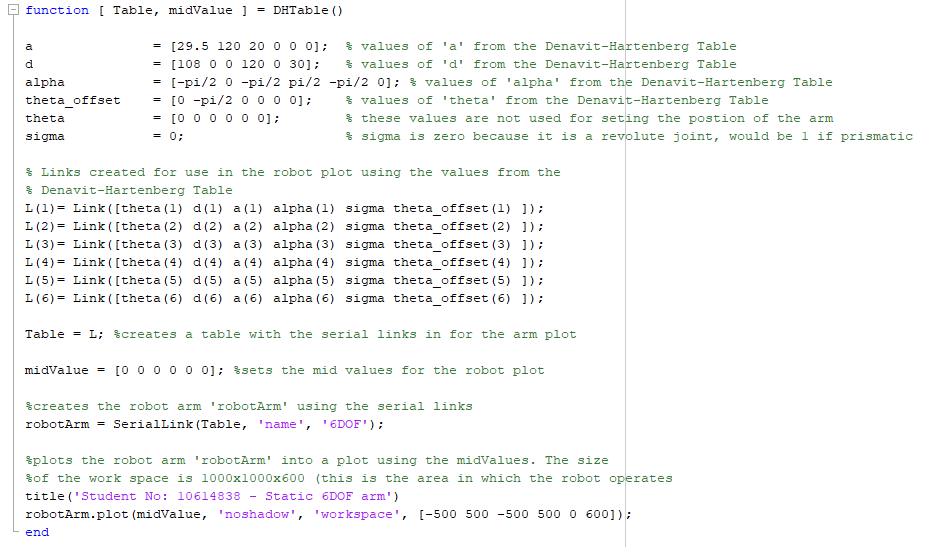 function [ Table, midValue ] = DHTable()
a = [29.5 120 20 0 0 0]; % values of 'a' from the Denavit-Hartenberg Table
d = [108 0 0 120 0 30]; % values of 'd' from the Denavit-Hartenberg Table
alpha = [-pi/2 0 -pi/2 pi/2 -pi/2 0]; % values of 'alpha' from the Denavit-Hartenberg Table
theta_offset = [0 -pi/2 0 0 0 0]; % values of 'theta' from the Denavit-Hartenberg Table
theta = [0 0 0 0 0 0]; % these values are not used for seting the postion of the arm
sigma = 0; % sigma is zero because it is a revolute joint, would be 1 if prismatic
% Links created for use in the robot plot using the values from the
% Denavit-Hartenberg Table
L(1)= Link([theta(1) d(1) a(1) alpha(1) sigma theta_offset(1) ]);
L(2)= Link([theta(2) d(2) a(2) alpha(2) sigma theta_offset(2) ]);
L(3)= Link([theta(3) d(3) a(3) alpha(3) sigma theta_offset(3) ]);
L(4)= Link([theta(4) d(4) a(4) alpha(4) sigma theta_offset(4) ]);
L(5)= Link([theta(5) d(5) a(5) alpha(5) sigma theta_offset(5) ]);
L(6)= Link([theta(6) d(6) a(6) alpha(6) sigma theta_offset(6) ]);
Table = L; %creates a table with the serial links in for the arm plot
midValue = [0 0 0 0 0 0]; %sets the mid values for the robot plot
%creates the robot arm 'robotArm' using the serial links
robotArm = SerialLink(Table, 'name', '6DOF');
%plots the robot arm 'robotArm' into a plot using the midValues. The size
%of the work space is 1000x1000x600 (this is the area in which the robot operates
title('Student No: 10614838 - Static 6DOF arm')
robotArm.plot(midValue, 'noshadow', 'workspace', [-500 500 -500 500 0 600]);
end